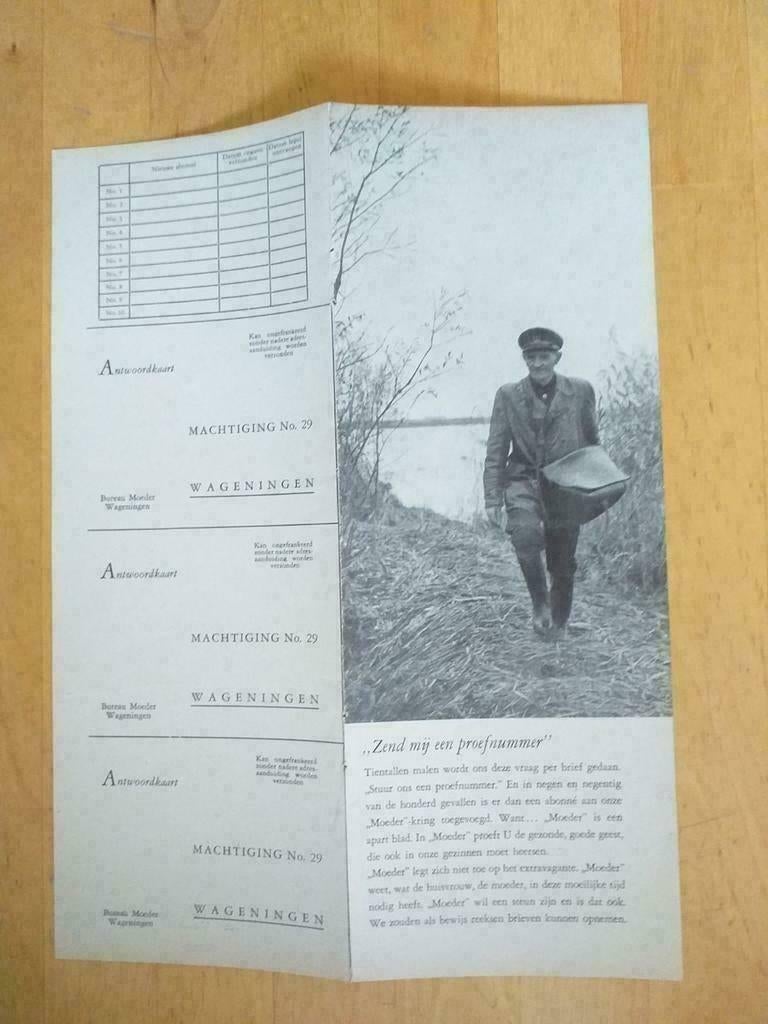 Nieuwe abonné
Datum ingave verzonden
Datum legal ontvangen
No. 1
No. 2
No. 3
No. 4
No. 5
No. 6
No. 7
No. 8
No. 9
No. 10
Kan ongefrankeerd
zonder nadere adres-
aanduiding worden
verzonden
Antwoordkaart
MACHTIGING No. 29
WAGENINGEN
Bureau Moeder
Wageningen
Kan ongefrankeerd
zonder nadere adres-
aanduiding worden
verzonden
Antwoordkaart
MACHTIGING No. 29
WAGENINGEN
Bureau Moeder
Wageningen
Kan ongefrankeerd
zonder nadere adres-
aanduiding worden
verzonden
Antwoordkaart
MACHTIGING No. 29
WAGENINGEN
Bureau Moeder
Wageningen
„Zend mij een proefnummer”
Tientallen malen wordt ons deze vraag per brief gedaan.
„Stuur ons een proefnummer.” En in negen en negentig
van de honderd gevallen is er dan een abonné aan onze
„Moeder”-kring toegevoegd. Want... „Moeder” is een
apart blad. In „Moeder” proeft U de gezonde, goede geest,
die ook in onze gezinnen moet heersen.
„Moeder” legt zich niet toe op het extravagante. „Moeder”
weet, wat de huisvrouw, de moeder, in deze moeilijke tijd
nodig heeft. „Moeder” wil een steun zijn en is dat ook.
We zouden als bewijs reeksen brieven kunnen opnemen.